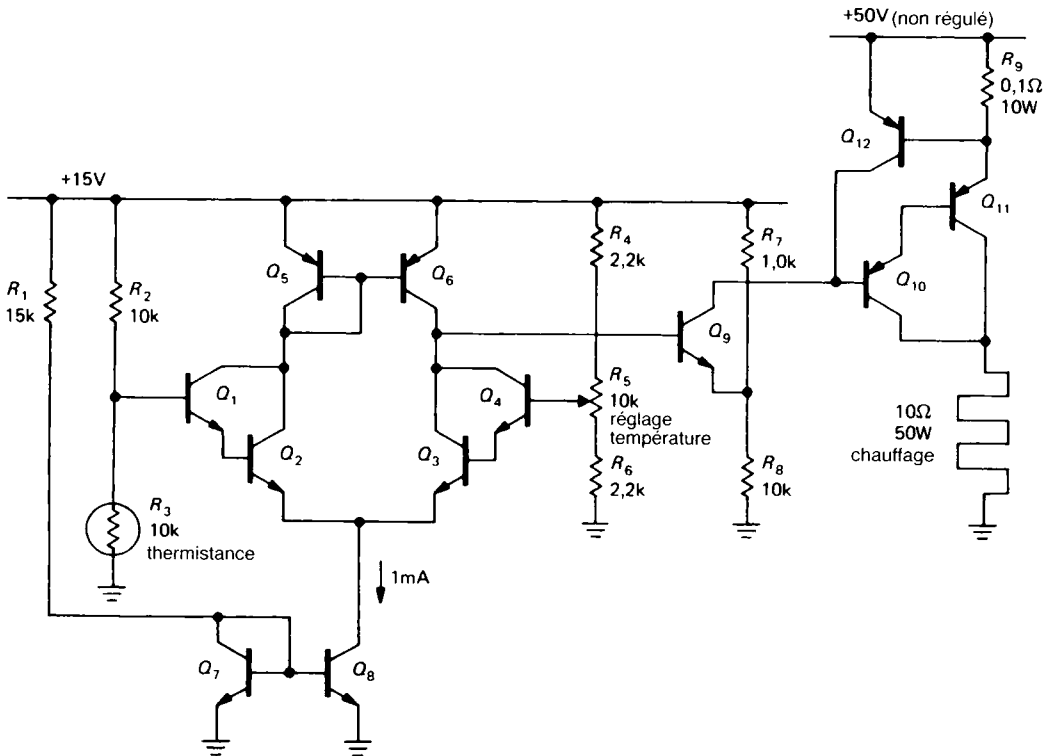 +50V (non régulé)
R9
0,1Ω
10W
Q12
Q11
Q10
+15V
R1
15k
R2
10k
Q5
Q6
R4
2,2k
R7
1,0k
Q1
Q2
Q3
Q4
R5
10k
réglage
température
Q9
R6
2,2k
R8
10k
10Ω
50W
chauffage
R3
10k
thermistance
1mA
Q7
Q8